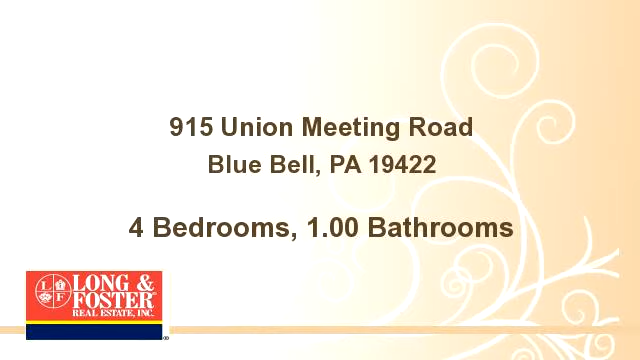 915 Union Meeting Road
Blue Bell, PA 19422
4 Bedrooms, 1.00 Bathrooms
L F
LONG &
FOSTER®
REAL ESTATE, INC.
®